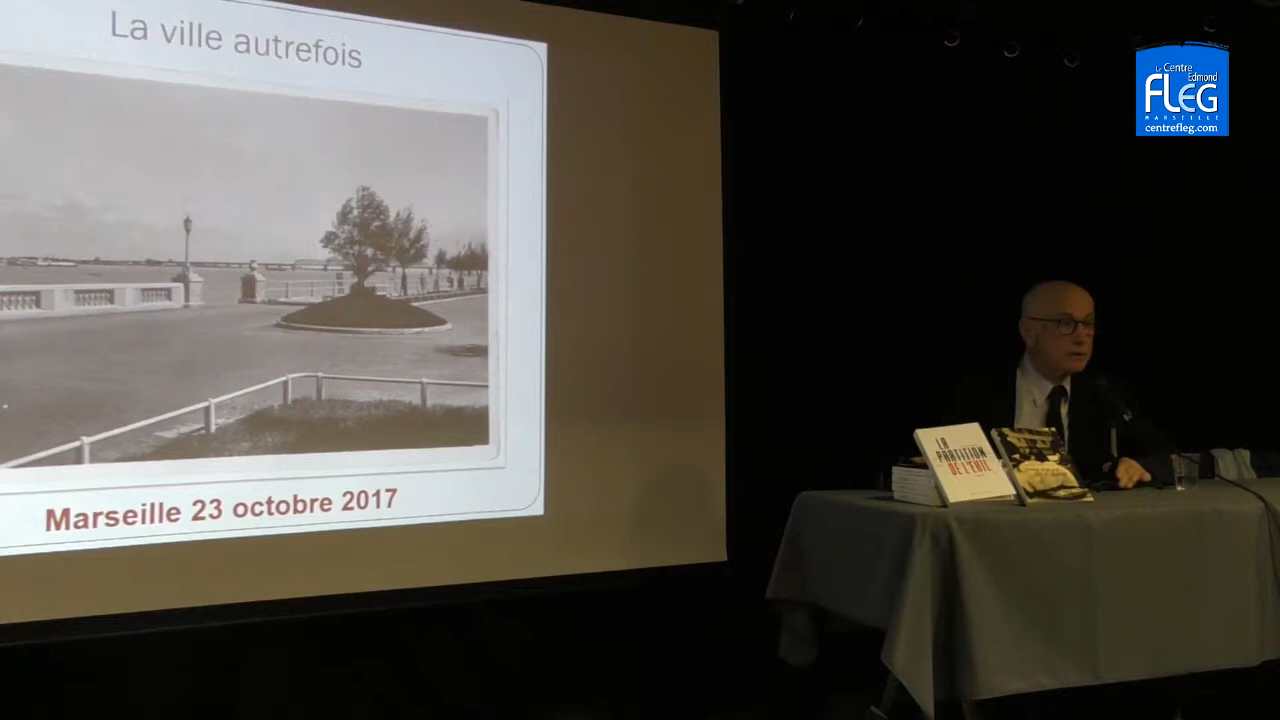 La ville autrefois
Marseille 23 octobre 2017
Le Centre
Edmond
FLEG
MARSEILLE
centrefleg.com
LA
PARTITION
DE L'EXIL